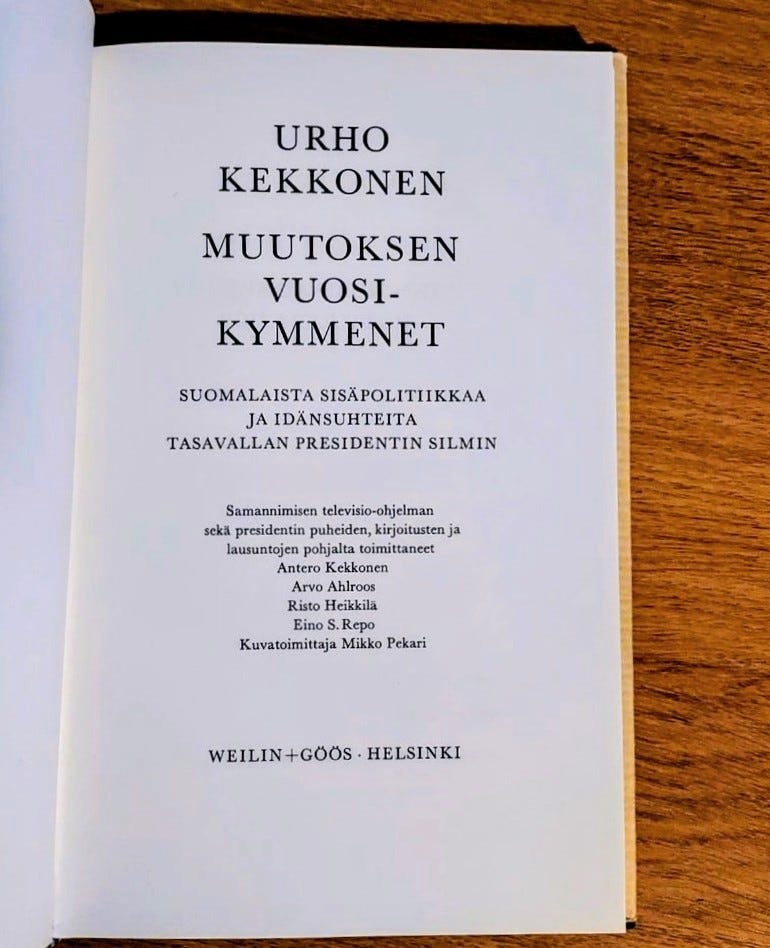 URHO
KEKKONEN
MUUTOKSEN
VUOSI-
KYMMENET
SUOMALAISTA SISÄPOLITIIKKAA
JA IDÄNSUHTEITA
TASAVALLAN PRESIDENTIN SILMIN
Samannimisen televisio-ohjelman
sekä presidentin puheiden, kirjoitusten ja
lausuntojen pohjalta toimittaneet
Antero Kekkonen
Arvo Ahlroos
Risto Heikkilä
Eino S. Repo
Kuvatoimittaja Mikko Pekari
WEILIN+GÖÖS · HELSINKI